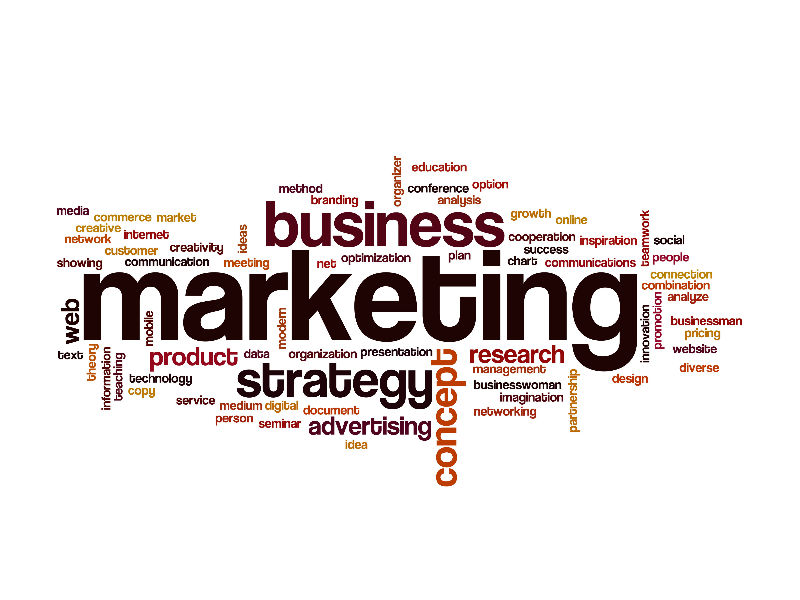 organizer
education
method
conference
option
branding
analysis
media
commerce
market
business
growth
online
creative
internet
network
ideas
creativity
customer
cooperation
inspiration
teamwork
social
success
plan
optimization
people
showing
communication
meeting
net
chart
communications
connection
marketing
combination
analyze
web
mobile
modern
innovation
promotion
businessman
pricing
website
text
theory
information
teaching
product
data
organization
presentation
concept
research
management
diverse
technology
strategy
businesswoman
partnership
design
copy
service
imagination
medium
digital
document
networking
person
seminar
advertising
idea